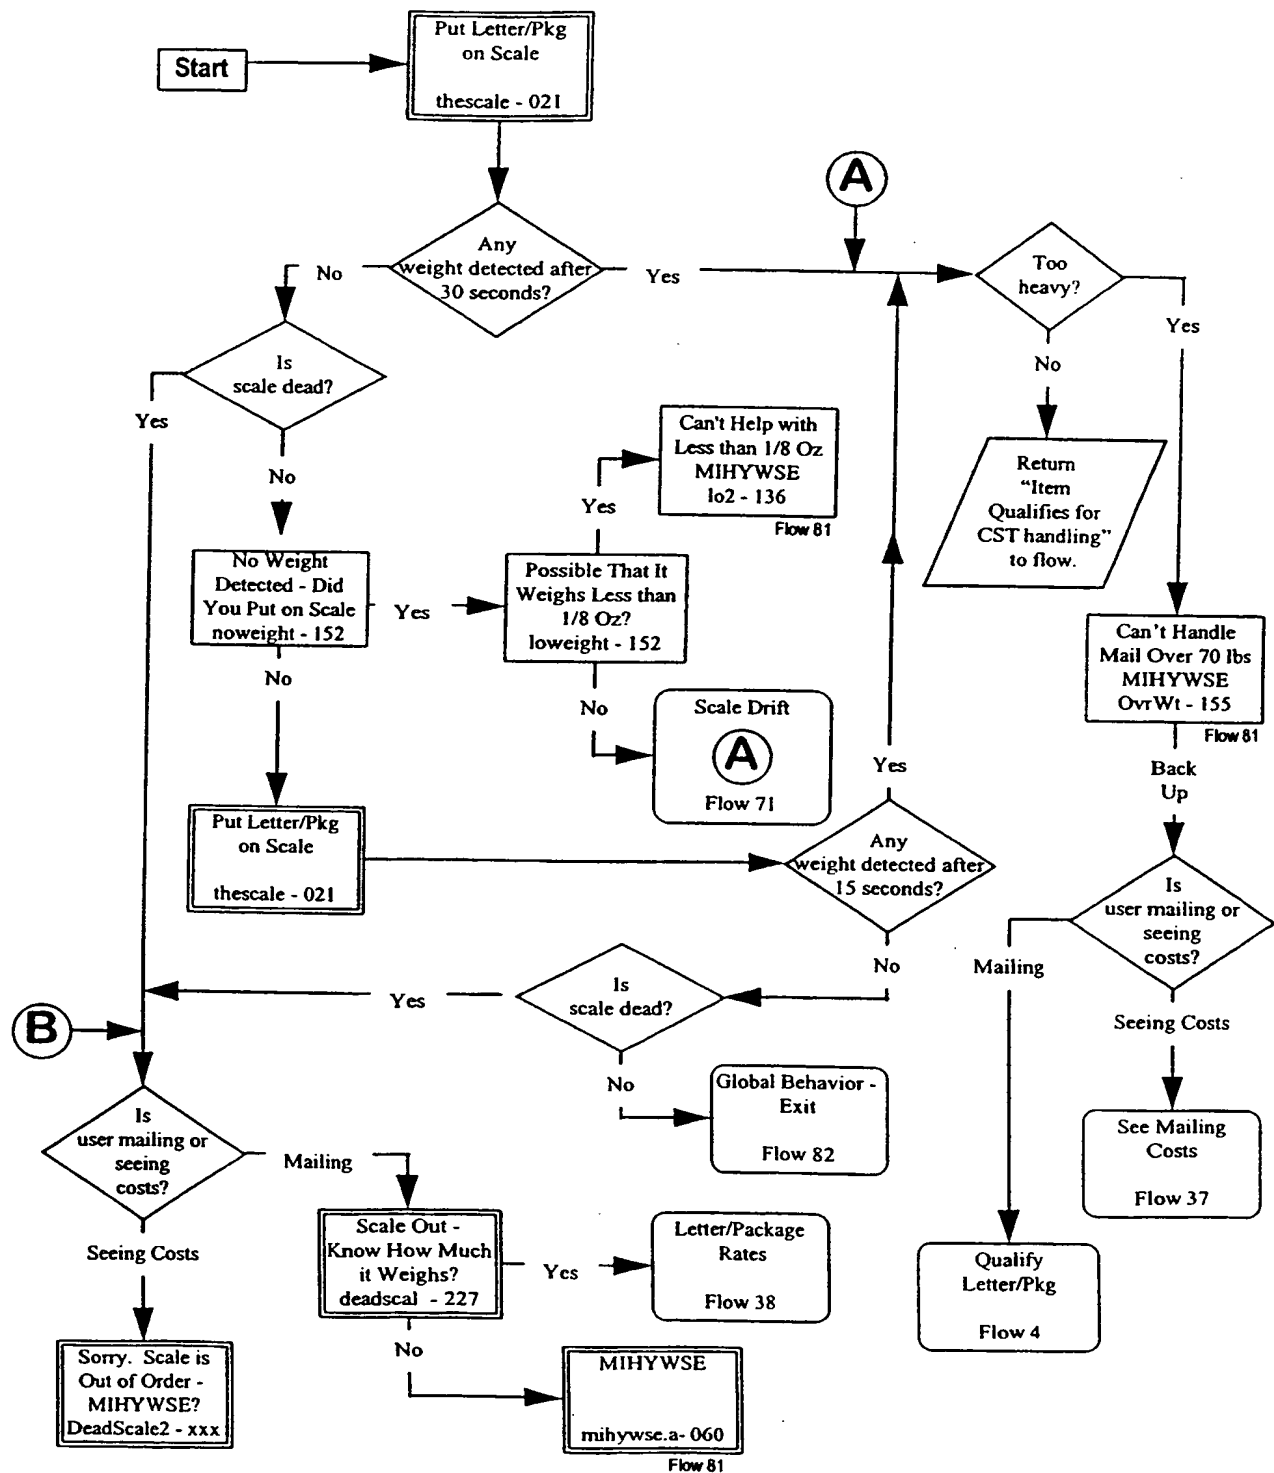 Start
Put Letter/Pkg
on Scale
thescale - 021
A
Any
weight detected after
30 seconds?
No
Yes
Too
heavy?
Yes
No
Is
scale dead?
Yes
No
Can't Help with
Less than 1/8 Oz
MIHYWSE
lo2 - 136
Flow 81
Yes
Return
“Item
Qualifies for
CST handling”
to flow.
No Weight
Detected - Did
You Put on Scale
noweight - 152
Yes
Possible That It
Weighs Less than
1/8 Oz?
loweight - 152
Can't Handle
Mail Over 70 lbs
MIHYWSE
OvrWt - 155
Flow 81
No
No
Scale Drift
A
Flow 71
Yes
Back
Up
Put Letter/Pkg
on Scale
thescale - 021
Any
weight detected after
15 seconds?
Is
user mailing or
seeing
costs?
No
Mailing
Is
scale dead?
Yes
B
Seeing Costs
No
Global Behavior -
Exit
Flow 82
Is
user mailing or
seeing
costs?
Mailing
See Mailing
Costs
Flow 37
Seeing Costs
Scale Out -
Know How Much
it Weighs?
deadscal - 227
Yes
Letter/Package
Rates
Flow 38
Qualify
Letter/Pkg
Flow 4
No
Sorry. Scale is
Out of Order -
MIHYWSE?
DeadScale2 - xxx
MIHYWSE
mihywse.a- 060
Flow 81